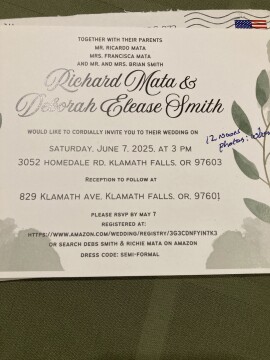 TOGETHER WITH THEIR PARENTS
MR. RICARDO MATA
MRS. FRANCISCA MATA
AND MR. AND MRS. BRIAN SMITH
Richard Mata &
Deborah Elease Smith
WOULD LIKE TO CORDIALLY INVITE YOU TO THEIR WEDDING ON
SATURDAY, JUNE 7, 2025, AT 3 PM
3052 HOMEDALE RD, KLAMATH FALLS, OR 97603
12 noon
photos:
RECEPTION TO FOLLOW AT
829 KLAMATH AVE, KLAMATH FALLS, OR, 97601
PLEASE RSVP BY MAY 7
REGISTERED AT:
HTTPS://WWW.AMAZON.COM/WEDDING/REGISTRY/3G3CDNFYIN7K3
OR SEARCH DEBS SMITH & RICHIE MATA ON AMAZON
DRESS CODE: SEMI-FORMAL